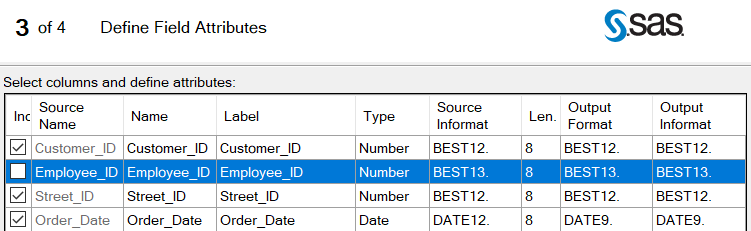 3 of 4 Define Field Attributes
sas
Select columns and define attributes:
Inc Source Name Name Label Type Source Informat Len. Output Format Output Informat
Customer_ID Customer_ID Customer_ID Number BEST12. 8 BEST12. BEST12.
Employee_ID Employee_ID Employee_ID Number BEST13. 8 BEST13. BEST13.
Street_ID Street_ID Street_ID Number BEST12. 8 BEST12. BEST12.
Order_Date Order_Date Order_Date Date DATE12. 8 DATE9. DATE9.